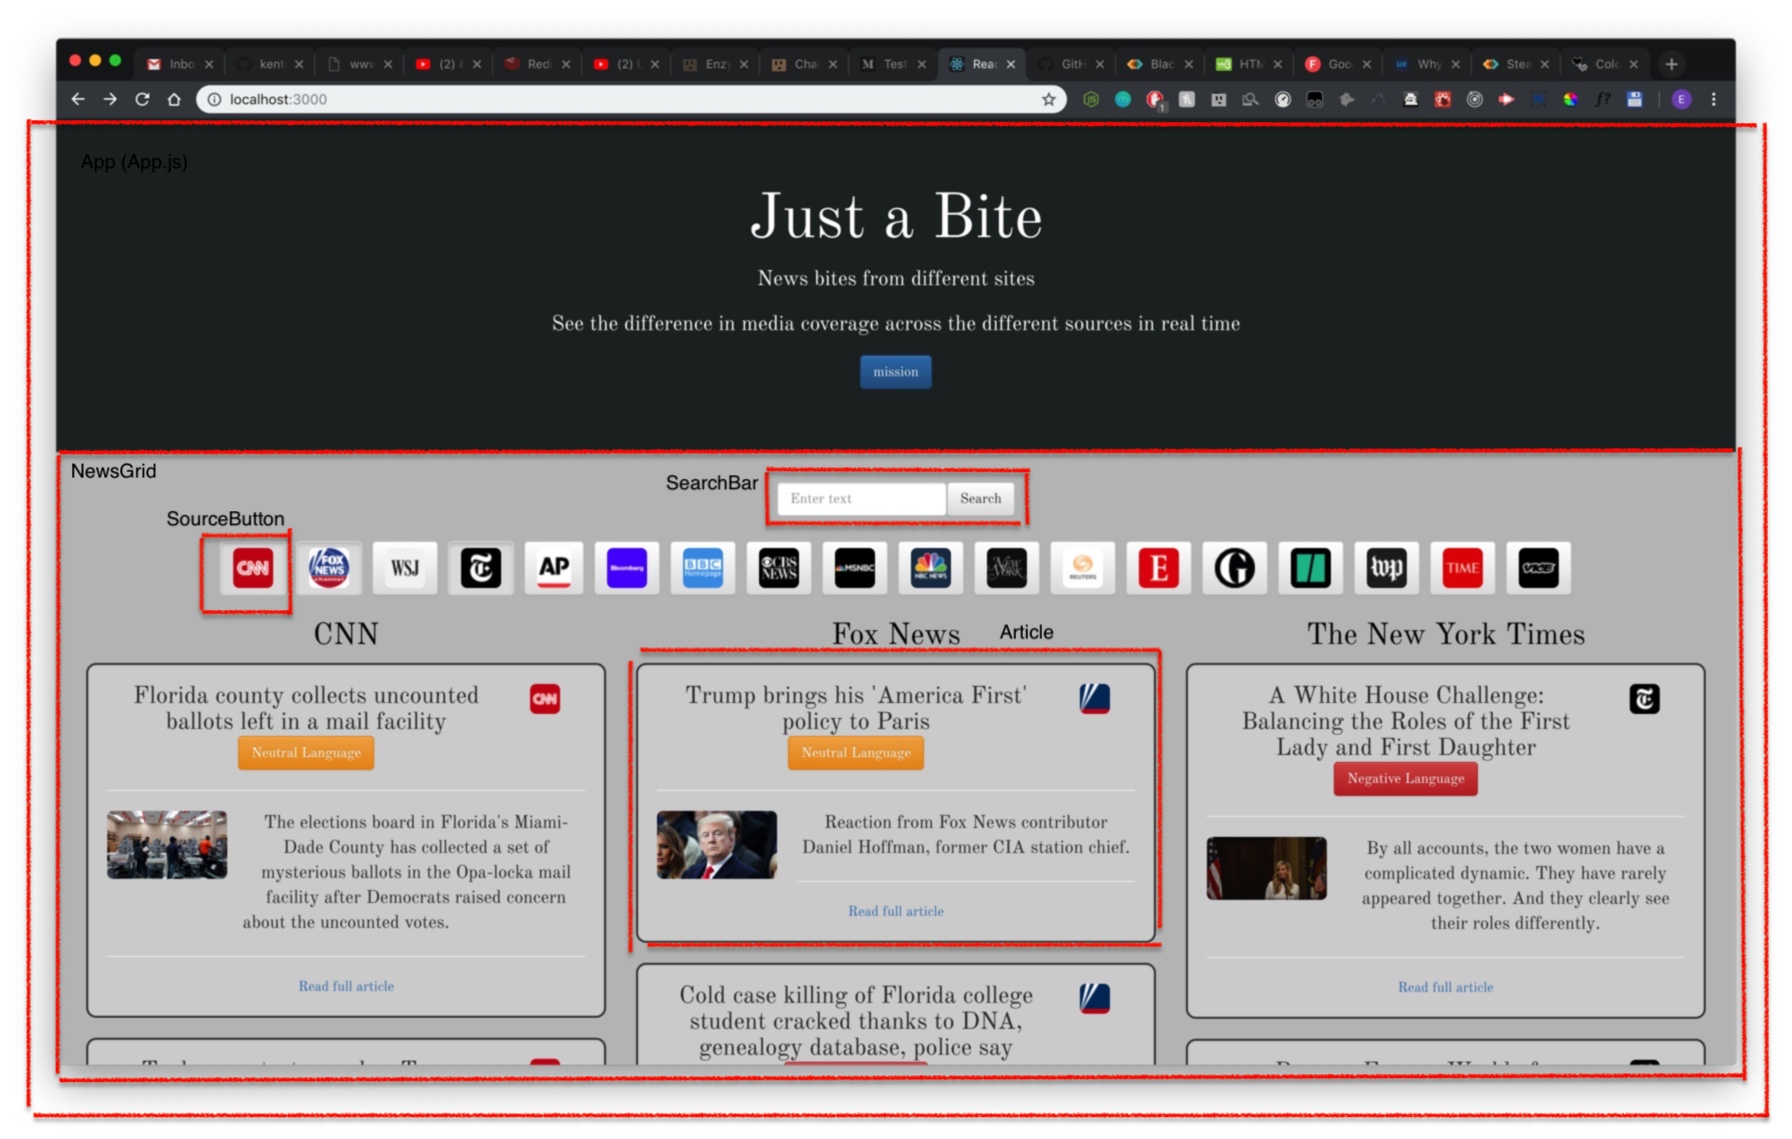 Inbo
kent
www
(2)
Red
(2)
Enzy
Cha
Test
Reac
GitH
Blac
HTM
Goo
Why
Stea
Colo
localhost:3000
App (App.js)
Just a Bite
News bites from different sites
See the difference in media coverage across the different sources in real time
mission
NewsGrid
SearchBar
Enter text
Search
SourceButton
CNN
FOX
NEWS
channel
WSJ
AP
Bloomberg
BBC
Homepage
CBS
NEWS
MSNBC
NBC NEWS
NEW
YORK
REUTERS
E
G
wp
TIME
VICE
CNN
Fox News
Article
The New York Times
Florida county collects uncounted
ballots left in a mail facility
CNN
Neutral Language
The elections board in Florida's Miami-
Dade County has collected a set of
mysterious ballots in the Opa-locka mail
facility after Democrats raised concern
about the uncounted votes.
Read full article
Trump brings his 'America First'
policy to Paris
Neutral Language
Reaction from Fox News contributor
Daniel Hoffman, former CIA station chief.
Read full article
Cold case killing of Florida college
student cracked thanks to DNA,
genealogy database, police say
A White House Challenge:
Balancing the Roles of the First
Lady and First Daughter
Negative Language
By all accounts, the two women have a
complicated dynamic. They have rarely
appeared together. And they clearly see
their roles differently.
Read full article